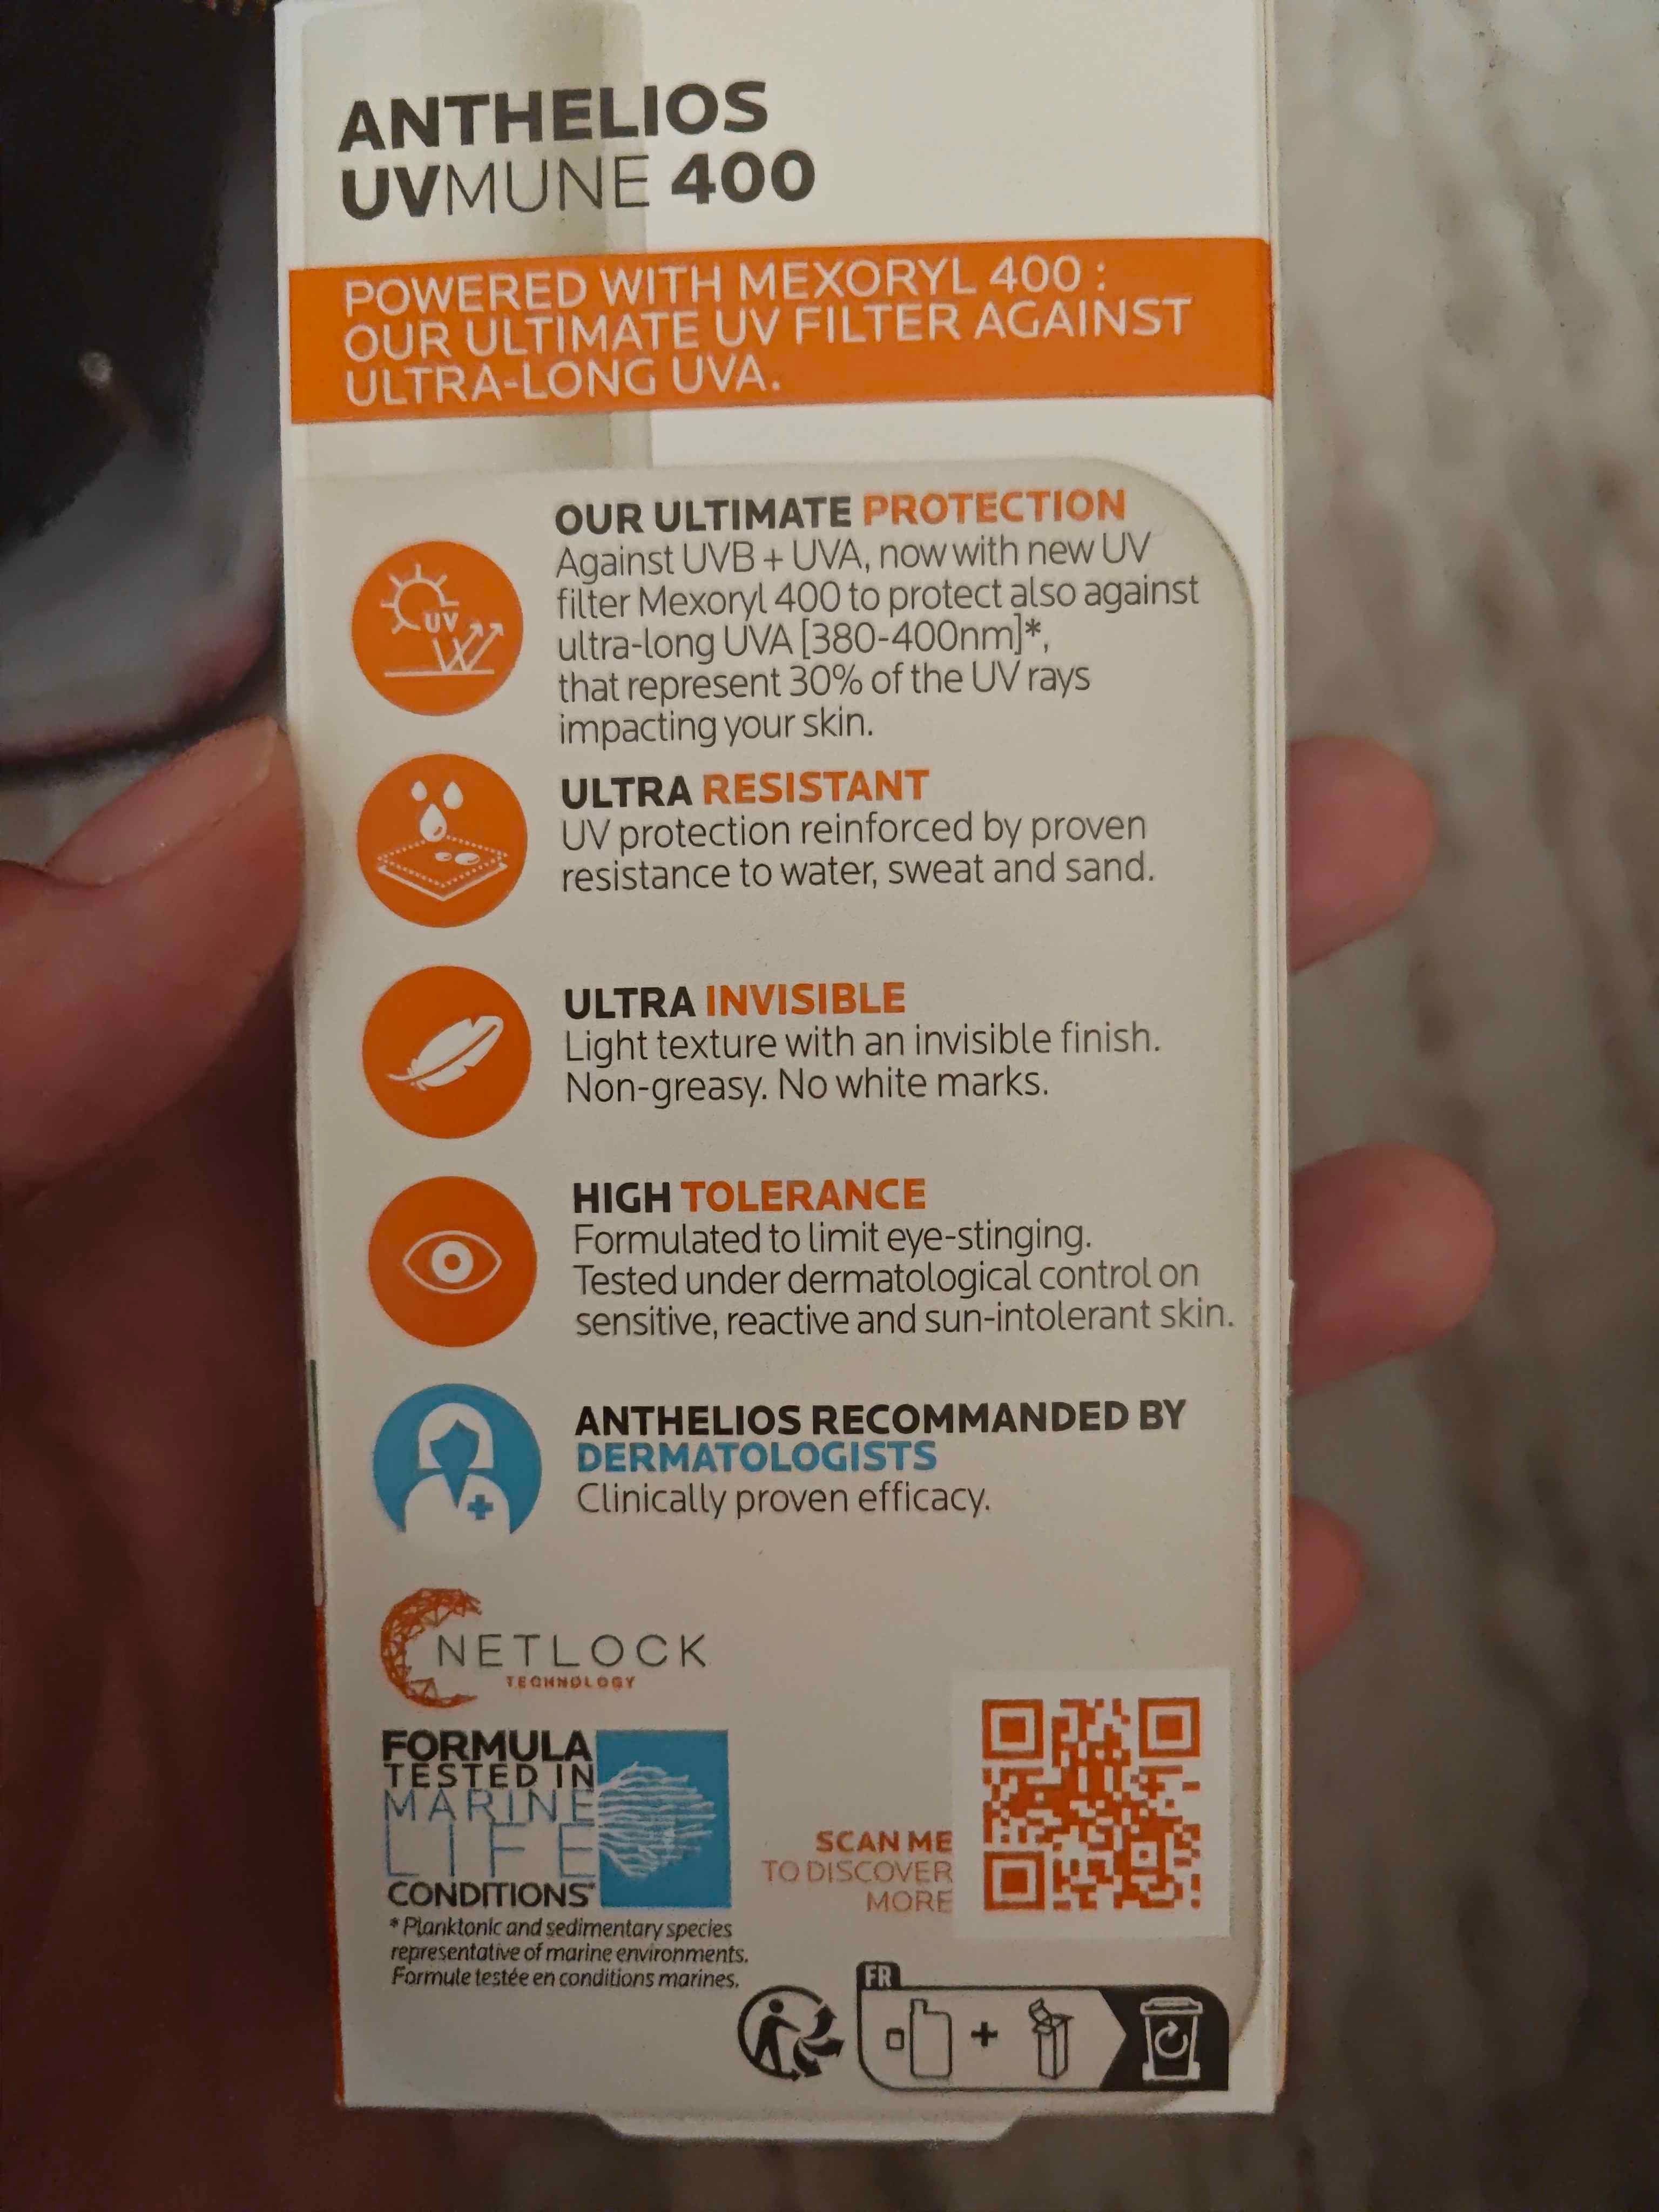 ANTHELIOS
UVMUNE 400
POWERED WITH MEXORYL 400 :
OUR ULTIMATE UV FILTER AGAINST
ULTRA-LONG UVA.
OUR ULTIMATE PROTECTION
Against UVB + UVA, now with new UV
filter Mexoryl 400 to protect also against
ultra-long UVA [380-400nm]*,
that represent 30% of the UV rays
impacting your skin.
UV
ULTRA RESISTANT
UV protection reinforced by proven
resistance to water, sweat and sand.
ULTRA INVISIBLE
Light texture with an invisible finish.
Non-greasy. No white marks.
HIGH TOLERANCE
Formulated to limit eye-stinging.
Tested under dermatological control on
sensitive, reactive and sun-intolerant skin.
ANTHELIOS RECOMMANDED BY
DERMATOLOGISTS
Clinically proven efficacy.
NETLOCK
TECHNOLOGY
FORMULA
TESTED IN
MARINE
LIFE
CONDITIONS*
* Planktonic and sedimentary species
representative of marine environments.
Formule testée en conditions marines.
SCAN ME
TO DISCOVER
MORE
FR
+